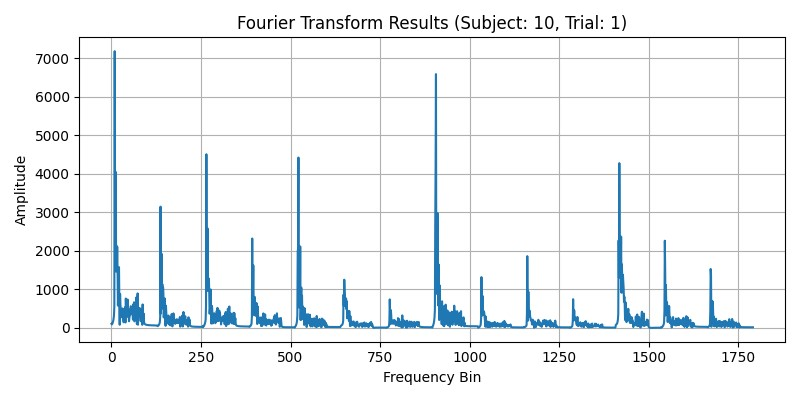 Fourier Transform Results (Subject: 10, Trial: 1)
Amplitude
7000
6000
5000
4000
3000
2000
1000
0
0 250 500 750 1000 1250 1500 1750
Frequency Bin